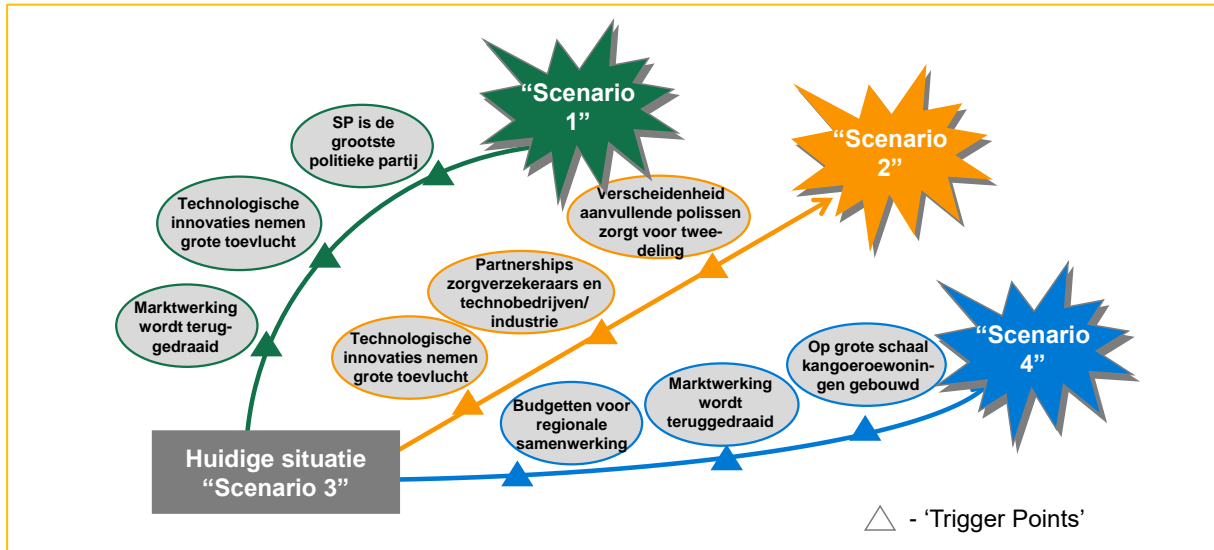 “Scenario
1”
SP is de
grootste
politieke partij
Technologische
innovaties nemen
grote toevlucht
Marktwerking
wordt terug-
gedraaid
“Scenario
2”
Verscheidenheid
aanvullende polissen
zorgt voor twee-
deling
Partnerships
zorgverzekeraars en
technobedrijven/
industrie
Technologische
innovaties nemen
grote toevlucht
“Scenario
4”
Op grote schaal
kangoeroewonin-
gen gebouwd
Marktwerking
wordt
teruggedraaid
Budgetten voor
regionale
samenwerking
Huidige situatie
“Scenario 3”
- ‘Trigger Points’